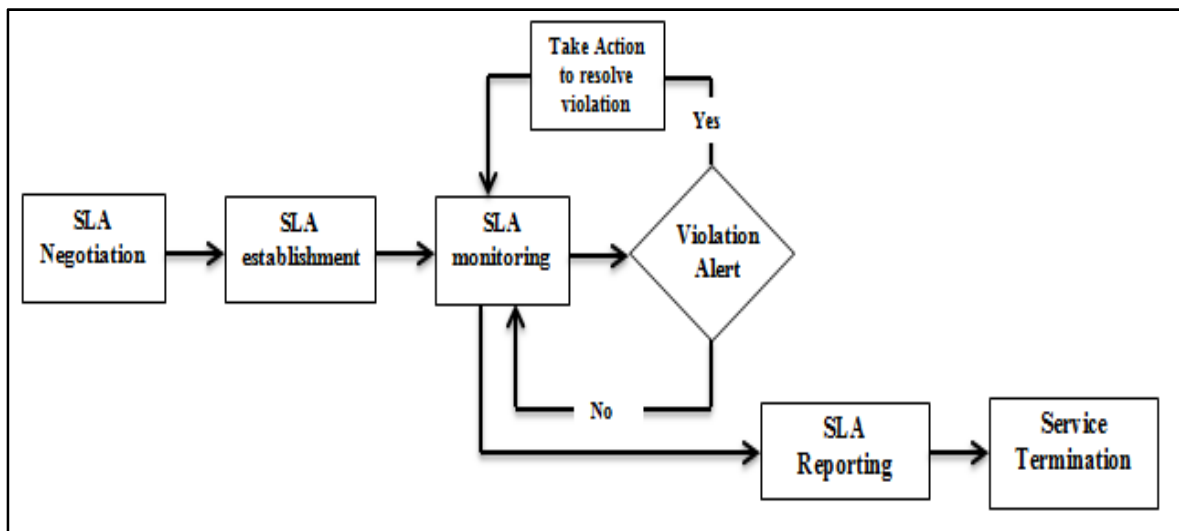 Take Action
to resolve
violation
Yes
SLA
Negotiation
SLA
establishment
SLA
monitoring
Violation
Alert
No
SLA
Reporting
Service
Termination